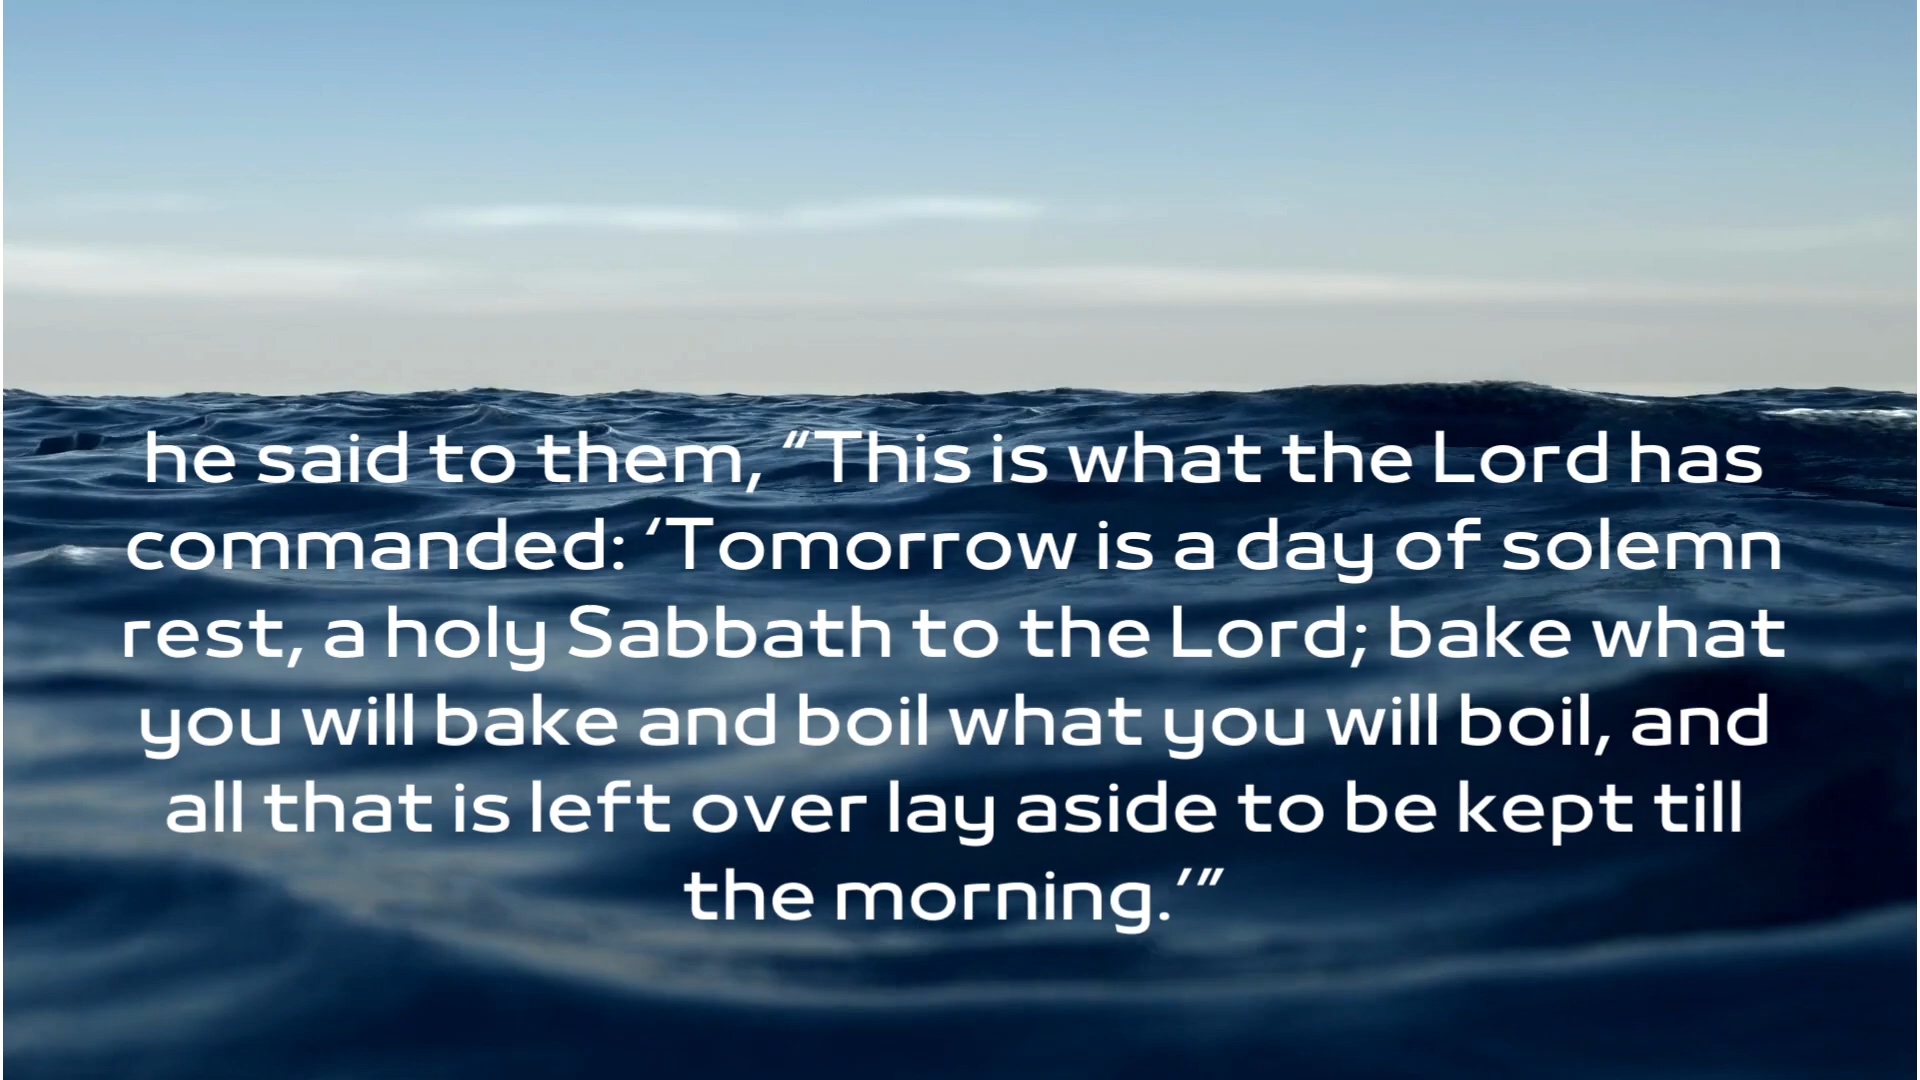 he said to them, “This is what the Lord has
commanded: ‘Tomorrow is a day of solemn
rest, a holy Sabbath to the Lord; bake what
you will bake and boil what you will boil, and
all that is left over lay aside to be kept till
the morning.’”